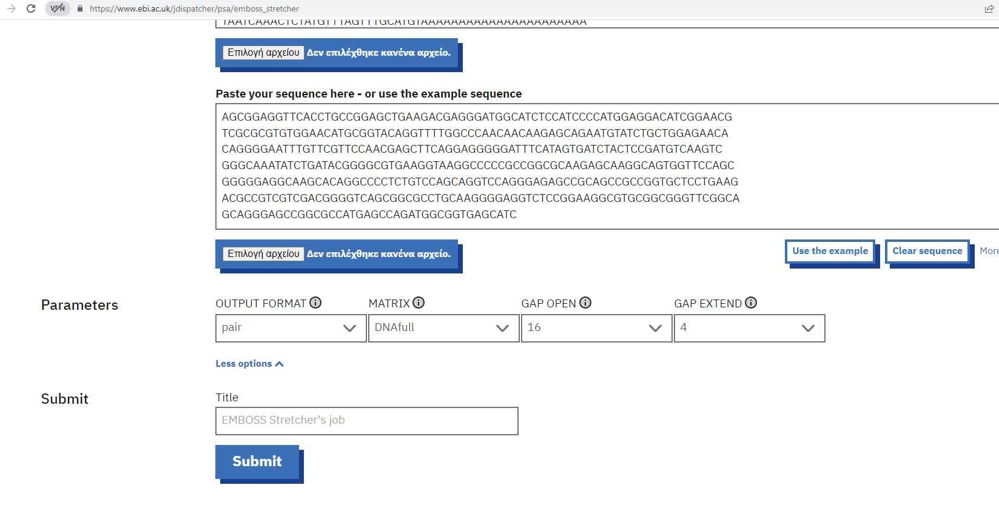 https://www.ebi.ac.uk/jdispatcher/psa/emboss_stretcher
TAATCAAACTCTATGTTTAGTTTGCATGTAAAAAAAAAAAAAAAAAAAAAA
Επιλογή αρχείου Δεν επιλέχθηκε κανένα αρχείο.
Paste your sequence here - or use the example sequence
AGCGGAGGTTCACCTGCCGGAGCTGAAGACGAGGGATGGCATCTCCATCCCCATGGAGGACATCGGAACG
TCGCGCGTGTGGAACATGCGGTACAGGTTTTGGCCCAACAACAAGAGCAGAATGTATCTGCTGGAGAACA
CAGGGGAATTTGTTCGTTCCAACGAGCTTCAGGAGGGGGATTTCATAGTGATCTACTCCGATGTCAAGTC
GGGCAAATATCTGATACGGGGCGTGAAGGTAAGGCCCCCGCCGGCGCAAGAGCAAGGCAGTGGTTCCAGC
GGGGGAGGCAAGCACAGGCCCCTCTGTCCAGCAGGTCCAGGGAGAGCCGCAGCCGCCGGTGCTCCTGAAG
ACGCCGTCGTCGACGGGGTCAGCGGCGCCTGCAAGGGGAGGTCTCCGGAAGGCGTGCGGCGGGTTCGGCA
GCAGGGAGCCGGCGCCATGAGCCAGATGGCGGTGAGCATC
Επιλογή αρχείου Δεν επιλέχθηκε κανένα αρχείο.
Use the example Clear sequence More
Parameters
OUTPUT FORMAT MATRIX GAP OPEN GAP EXTEND
pair DNAfull 16 4
Less options
Submit
Title
EMBOSS Stretcher's job
Submit